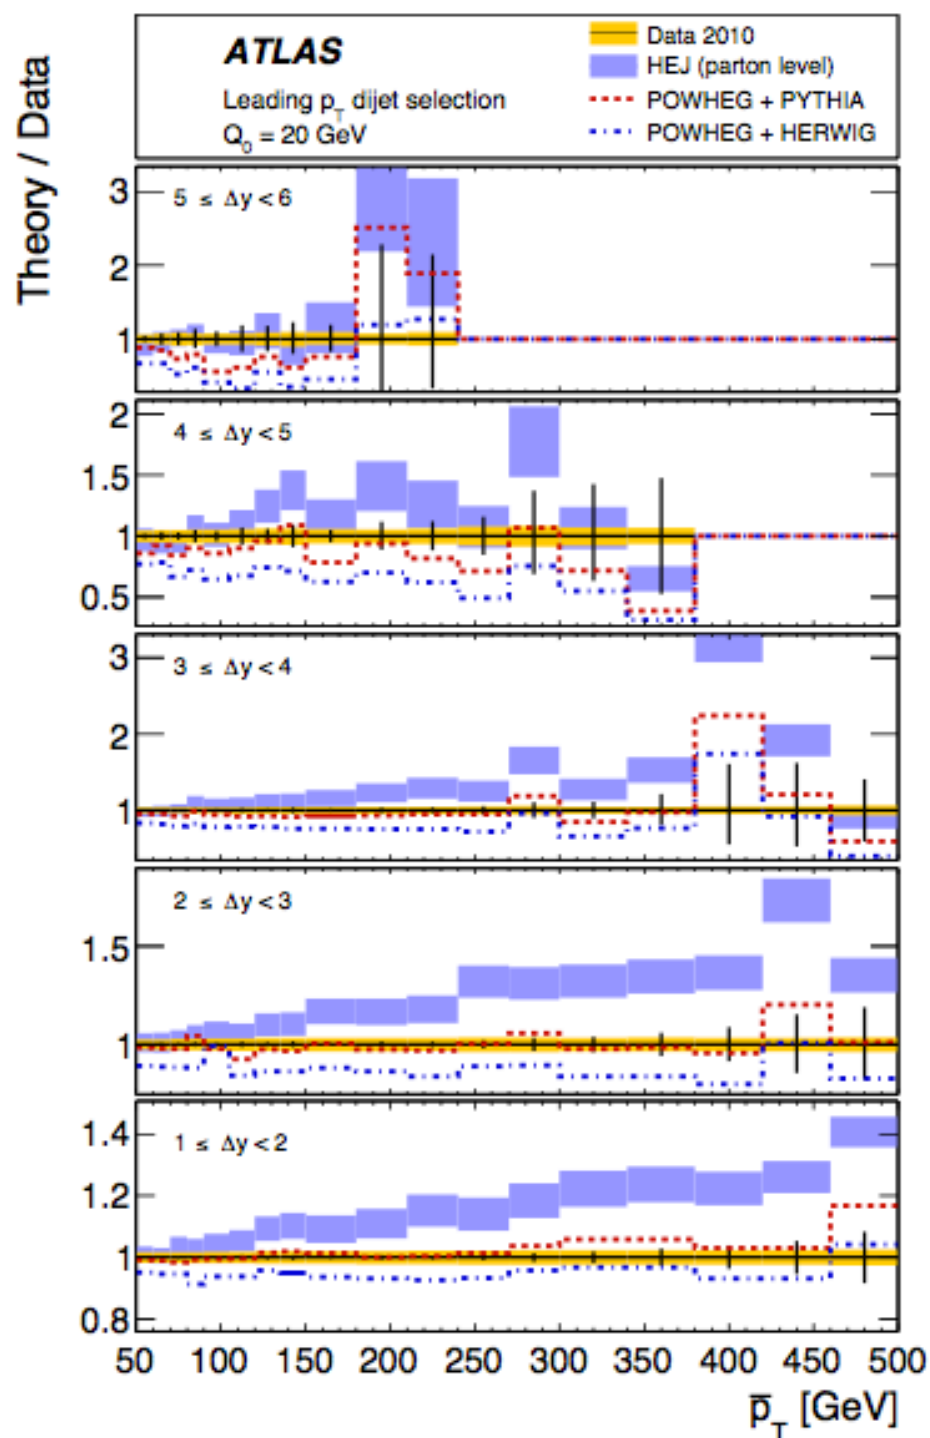 Theory / Data
ATLAS
Leading p_T dijet selection
Q_0 = 20 GeV
Data 2010
HEJ (parton level)
POWHEG + PYTHIA
POWHEG + HERWIG
5 ≤ Δy < 6
3
2
1
4 ≤ Δy < 5
2
1.5
1
0.5
3 ≤ Δy < 4
3
2
1
2 ≤ Δy < 3
1.5
1
1 ≤ Δy < 2
1.4
1.2
1
0.8
50 100 150 200 250 300 350 400 450 500
p̅_T [GeV]